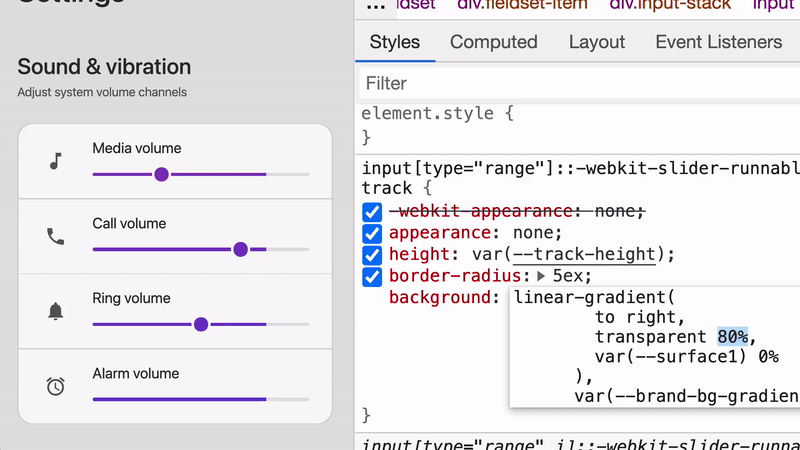 Settings
Sound & vibration
Adjust system volume channels
Media volume
Call volume
Ring volume
Alarm volume
... ldset div.fieldset-item div.input-stack input
Styles Computed Layout Event Listeners
Filter
element.style {
}
input[type="range"]::-webkit-slider-runnabl
track {
-webkit-appearance: none;
appearance: none;
height: var(--track-height);
border-radius: 5ex;
background: linear-gradient(
to right,
transparent 80%,
var(--surface1) 0%
),
var(--brand-bg-gradien
}
input[type="range" i]::-webkit-slider-runna